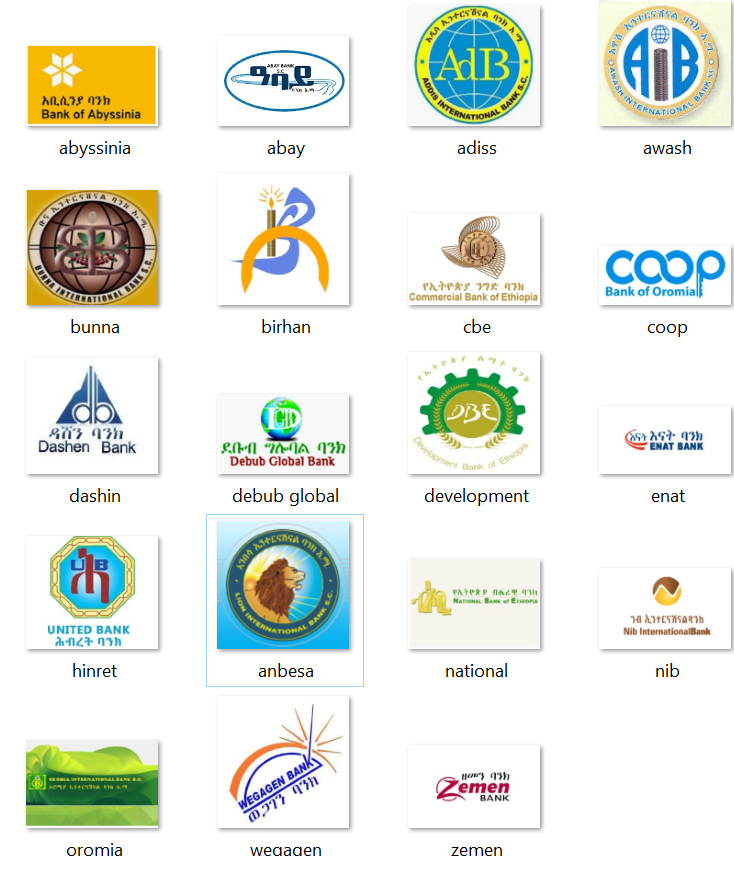 አቢሲንያ ባንክ
Bank of Abyssinia
abyssinia
ABAY BANK
S.C
ዓባይ
ባንክ አ.ማ.
abay
አዲስ ኢንተርናሽናል ባንክ አ.ማ
AdB
ADDIS INTERNATIONAL BANK S.C.
adiss
አዋሽ ኢንተርናሽናል ባንክ አ.ማ.
AIB
AWASH INTERNATIONAL BANK S.C.
awash
ቡና ኢንተርናሽናል ባንክ አ.ማ.
BUNNA INTERNATIONAL BANK S.C.
bunna
birhan
የኢትዮጵያ ንግድ ባንክ
Commercial Bank of Ethiopia
cbe
coop
Bank of Oromia
coop
db
ዳሸን ባንክ
Dashen Bank
dashin
ደቡብ ግሎባል ባንክ
Debub Global Bank
debub global
የኢትዮጵያ ልማት ባንክ
DBE
Development Bank of Ethiopia
development
እናት እናት ባንክ
ENAT BANK
enat
UB
UNITED BANK
ሕብረት ባንክ
hinret
አንበሳ ኢንተርናሽናል ባንክ አ.ማ
LION INTERNATIONAL BANK S.C.
anbesa
የኢትዮጵያ ብሔራዊ ባንክ
NATIONAL BANK OF ETHIOPIA
national
ንብ ኢንተርናሽናል ባንክ
Nib InternationalBank
nib
OROMIA INTERNATIONAL BANK S.C.
oromia
WEGAGEN BANK
ወጋገን ባንክ
wegagen
ዘመን ባንክ
Zemen
BANK
zemen